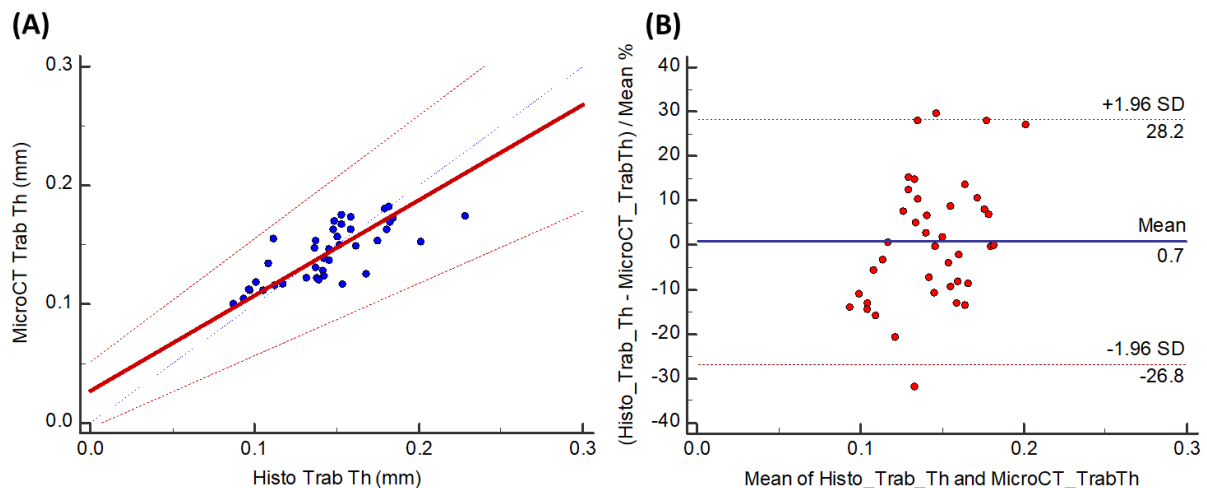 (A)
0.3
0.2
0.1
0.0
MicroCT Trab Th (mm)
0.0
0.1
0.2
0.3
Histo Trab Th (mm)
(B)
40
30
20
10
0
-10
-20
-30
-40
(Histo_Trab_Th - MicroCT_TrabTh) / Mean %
+1.96 SD
28.2
Mean
0.7
-1.96 SD
-26.8
0.0
0.1
0.2
0.3
Mean of Histo_Trab_Th and MicroCT_TrabTh